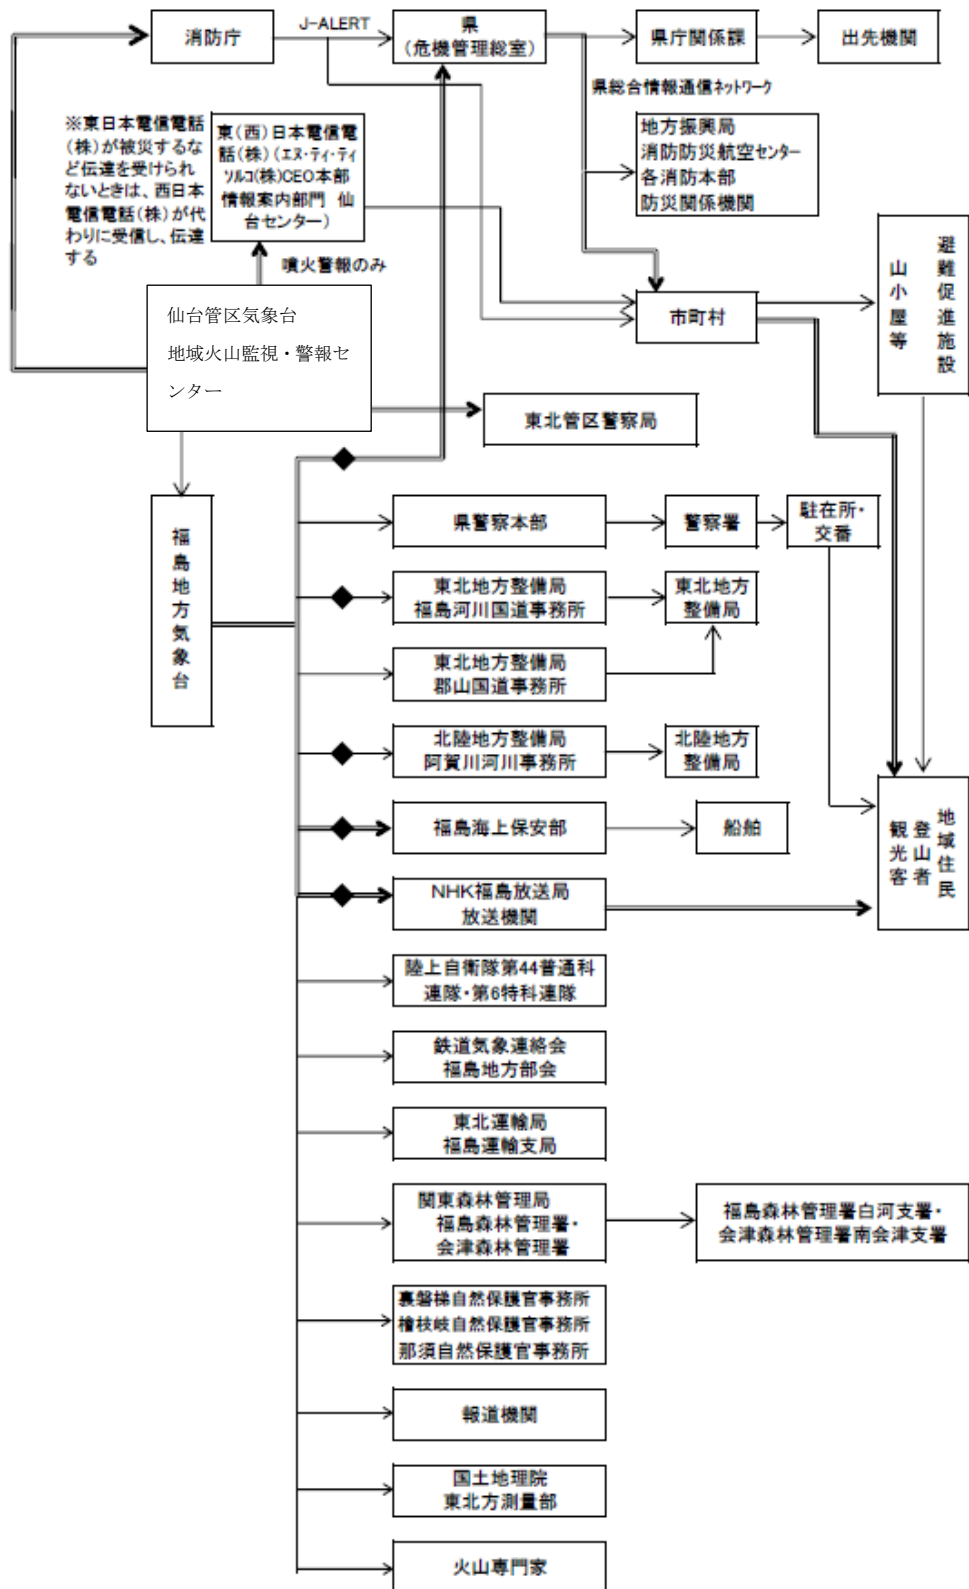 消防庁
J-ALERT
県
(危機管理総室)
県庁関係課
出先機関
県総合情報通信ネットワーク
※東日本電信電話
(株)が被災するな
ど伝達を受けられ
ないときは、西日本
電信電話(株)が代
わりに受信し、伝達
する
東(西)日本電信電
話(株)(エヌ・ティ・ティ
ソルコ(株)CEO本部
情報案内部門 仙
台センター)
地方振興局
消防防災航空センター
各消防本部
防災関係機関
噴火警報のみ
仙台管区気象台
地域火山監視・警報セ
ンター
市町村
避難促進施設
山小屋等
東北管区警察局
福島地方気象台
県警察本部
警察署
駐在所・
交番
東北地方整備局
福島河川国道事務所
東北地方
整備局
東北地方整備局
郡山国道事務所
北陸地方整備局
阿賀川河川事務所
北陸地方
整備局
福島海上保安部
船舶
地域住民
登山者
観光客
NHK福島放送局
放送機関
陸上自衛隊第44普通科
連隊・第6特科連隊
鉄道気象連絡会
福島地方部会
東北運輸局
福島運輸支局
関東森林管理局
福島森林管理署・
会津森林管理署
福島森林管理署白河支署・
会津森林管理署南会津支署
裏磐梯自然保護官事務所
檜枝岐自然保護官事務所
那須自然保護官事務所
報道機関
国土地理院
東北方測量部
火山専門家